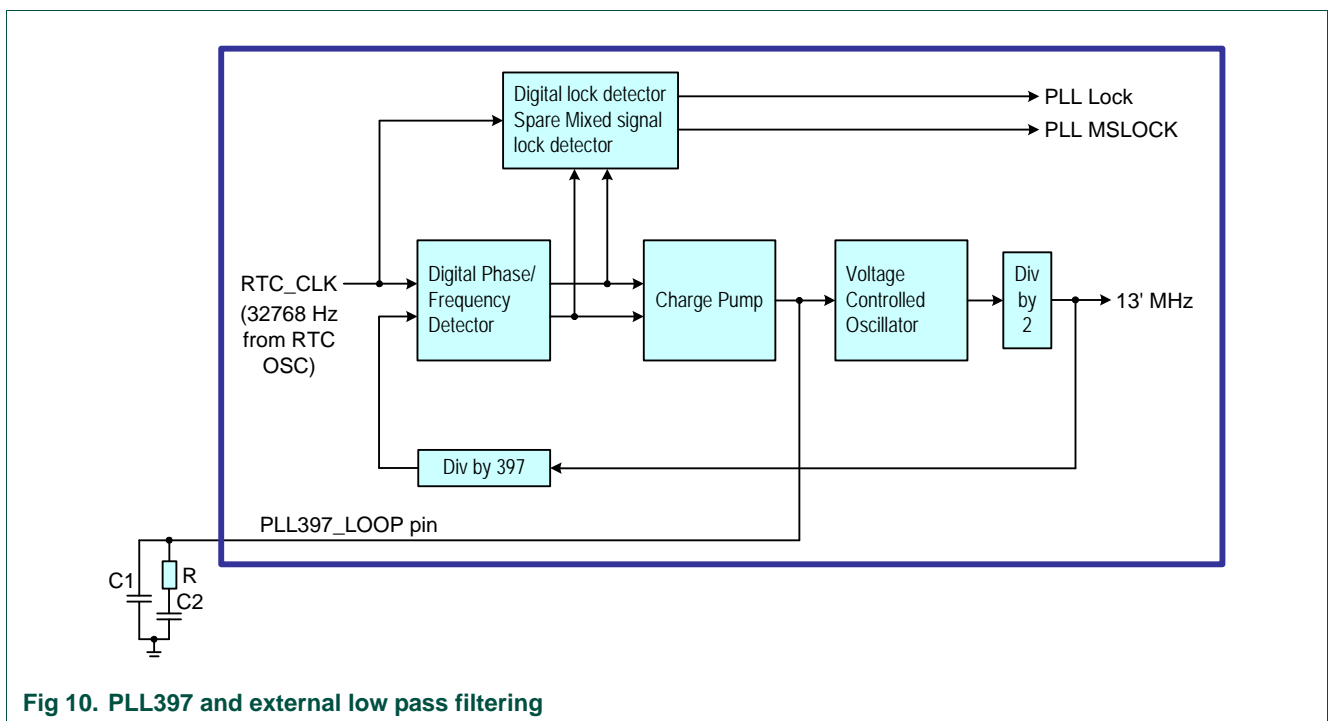 Digital lock detector
Spare Mixed signal
lock detector
PLL Lock
PLL MSLOCK
RTC_CLK
(32768 Hz
from RTC
OSC)
Digital Phase/
Frequency
Detector
Charge Pump
Voltage
Controlled
Oscillator
Div
by
2
13' MHz
Div by 397
PLL397_LOOP pin
C1
R
C2
Fig 10. PLL397 and external low pass filtering